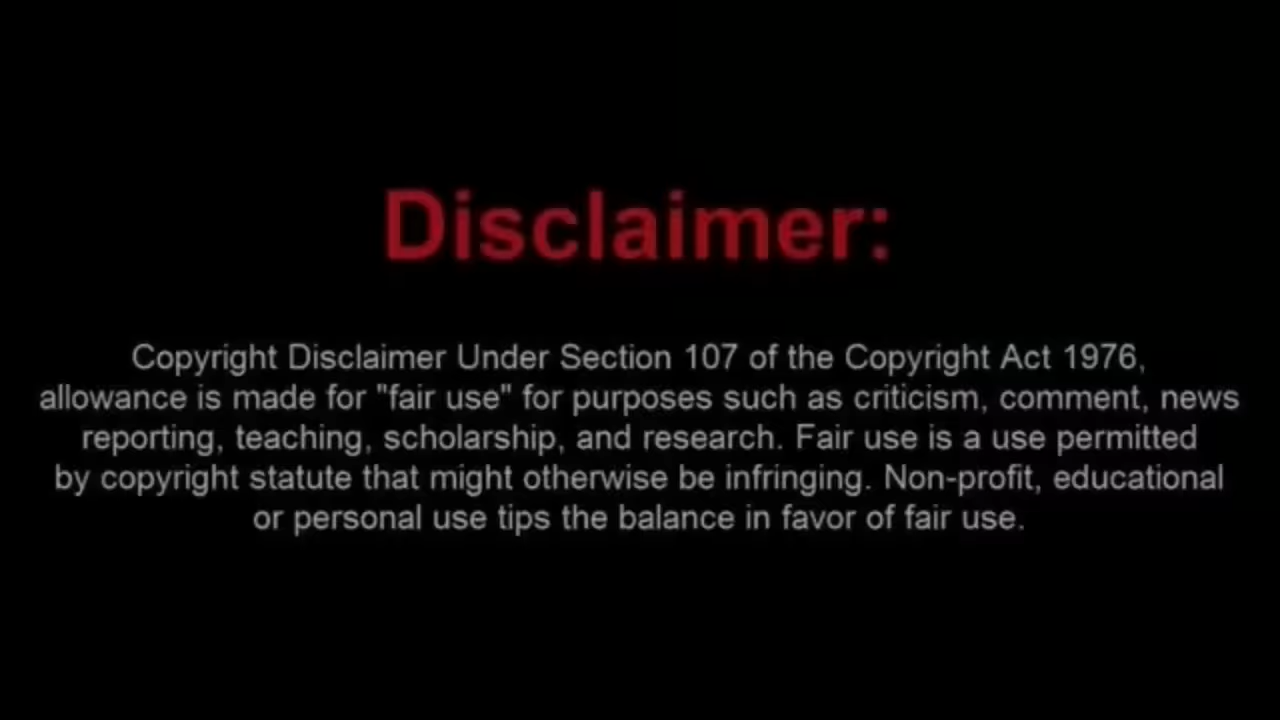 Disclaimer:
Copyright Disclaimer Under Section 107 of the Copyright Act 1976,
allowance is made for "fair use" for purposes such as criticism, comment, news
reporting, teaching, scholarship, and research. Fair use is a use permitted
by copyright statute that might otherwise be infringing. Non-profit, educational
or personal use tips the balance in favor of fair use.